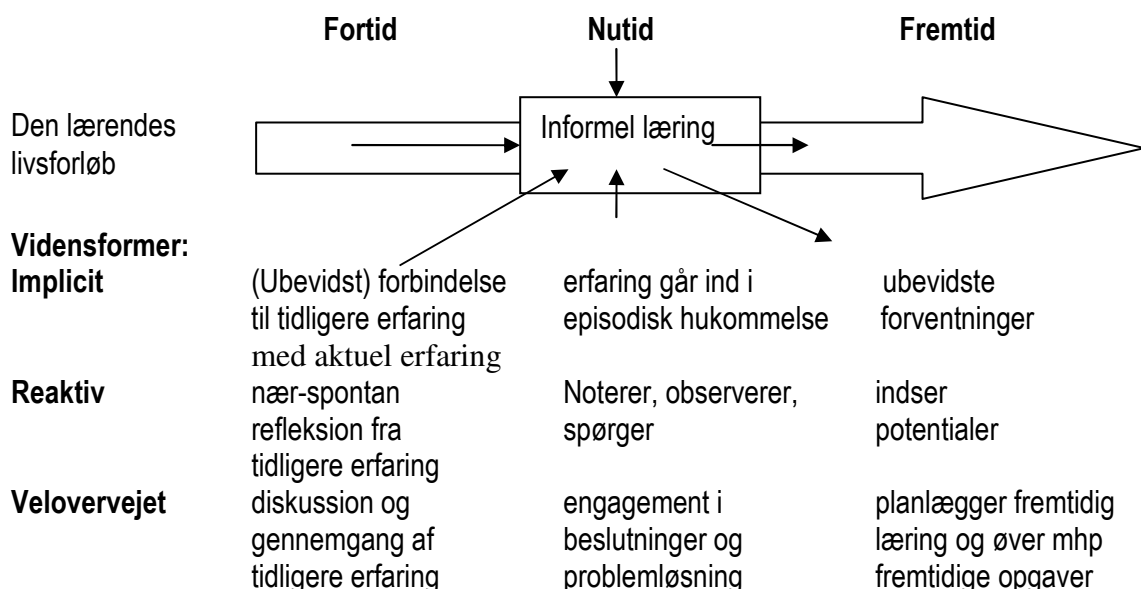 Fortid Nutid Fremtid
Den lærendes
livsforløb
Informel læring
Vidensformer:
Implicit (Ubevidst) forbindelse erfaring går ind i ubevidste
til tidligere erfaring episodisk hukommelse forventninger
med aktuel erfaring
Reaktiv nær-spontan Noterer, observerer, indser
refleksion fra spørger potentialer
tidligere erfaring
Velovervejet diskussion og engagement i planlægger fremtidig
gennemgang af beslutninger og læring og øver mhp
tidligere erfaring problemløsning fremtidige opgaver